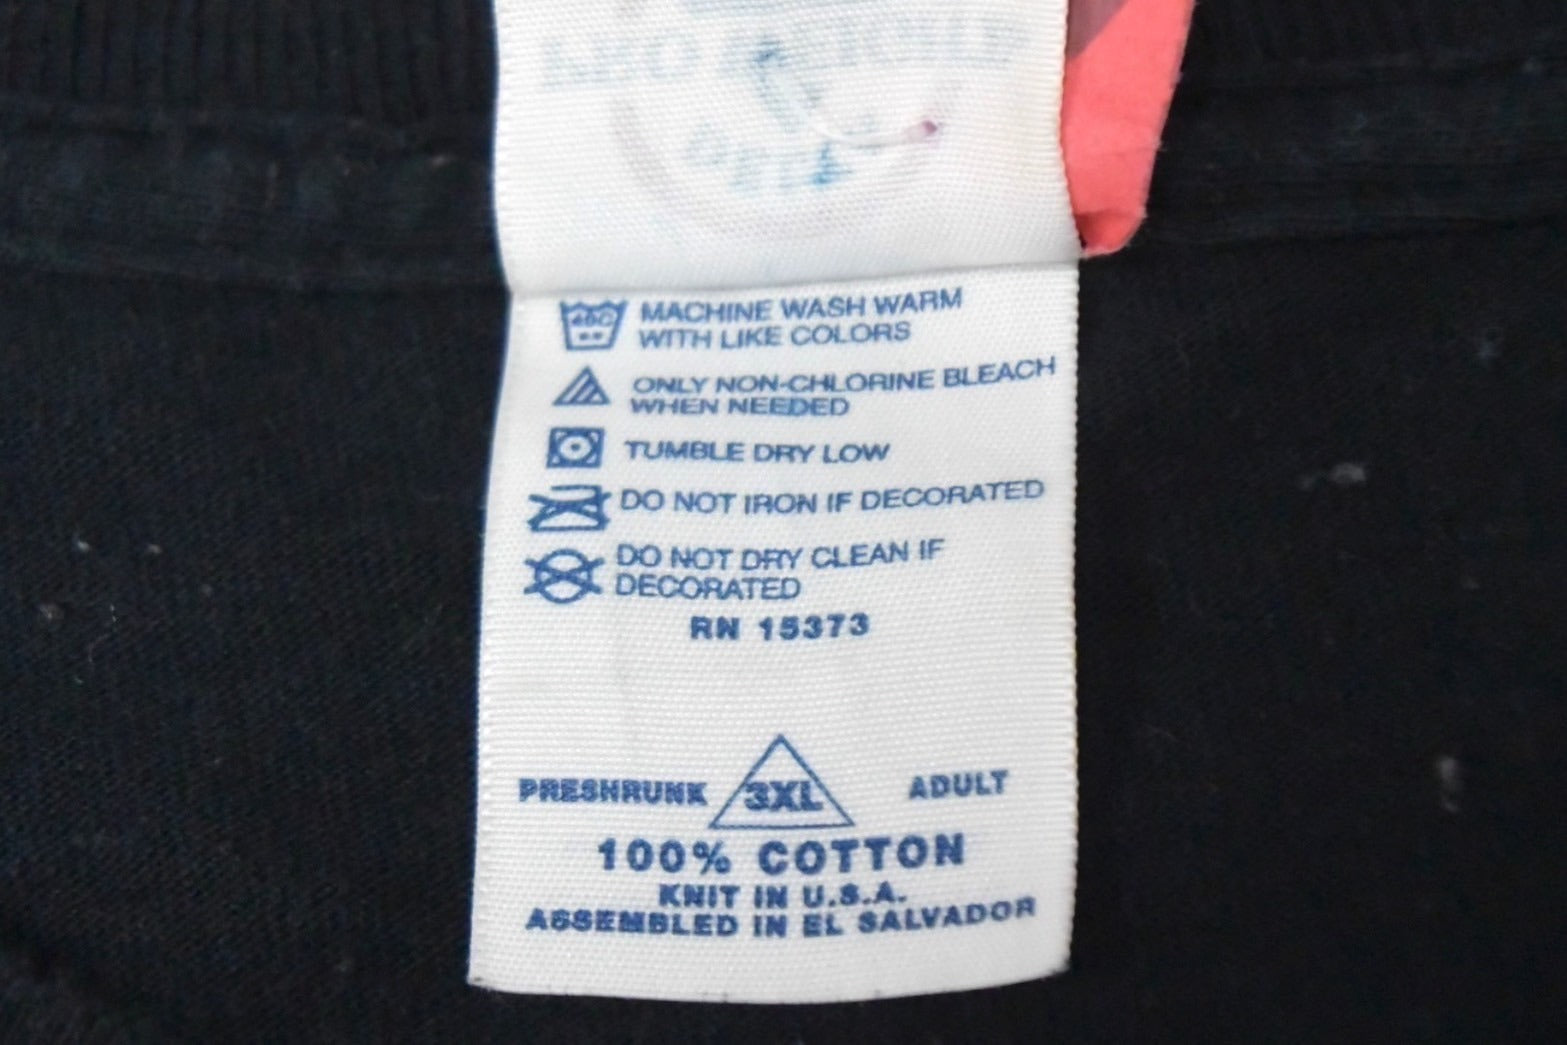 40C
MACHINE WASH WARM
WITH LIKE COLORS
ONLY NON-CHLORINE BLEACH
WHEN NEEDED
TUMBLE DRY LOW
DO NOT IRON IF DECORATED
DO NOT DRY CLEAN IF
DECORATED
RN 15373
PRESHRUNK 3XL ADULT
100% COTTON
KNIT IN U.S.A.
ASSEMBLED IN EL SALVADOR